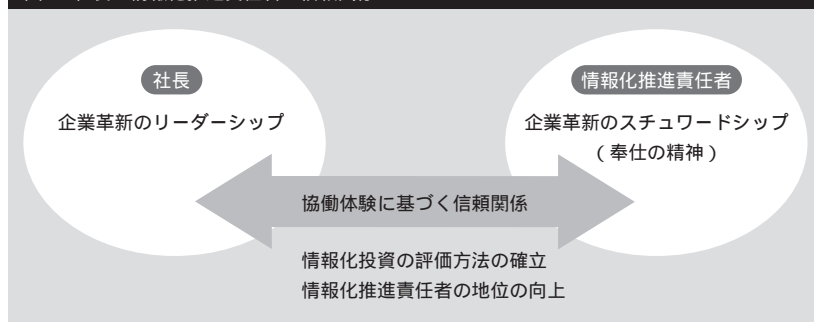 社長
企業革新のリーダーシップ
情報化推進責任者
企業革新のスチュワードシップ
(奉仕の精神)
協働体験に基づく信頼関係
情報化投資の評価方法の確立
情報化推進責任者の地位の向上